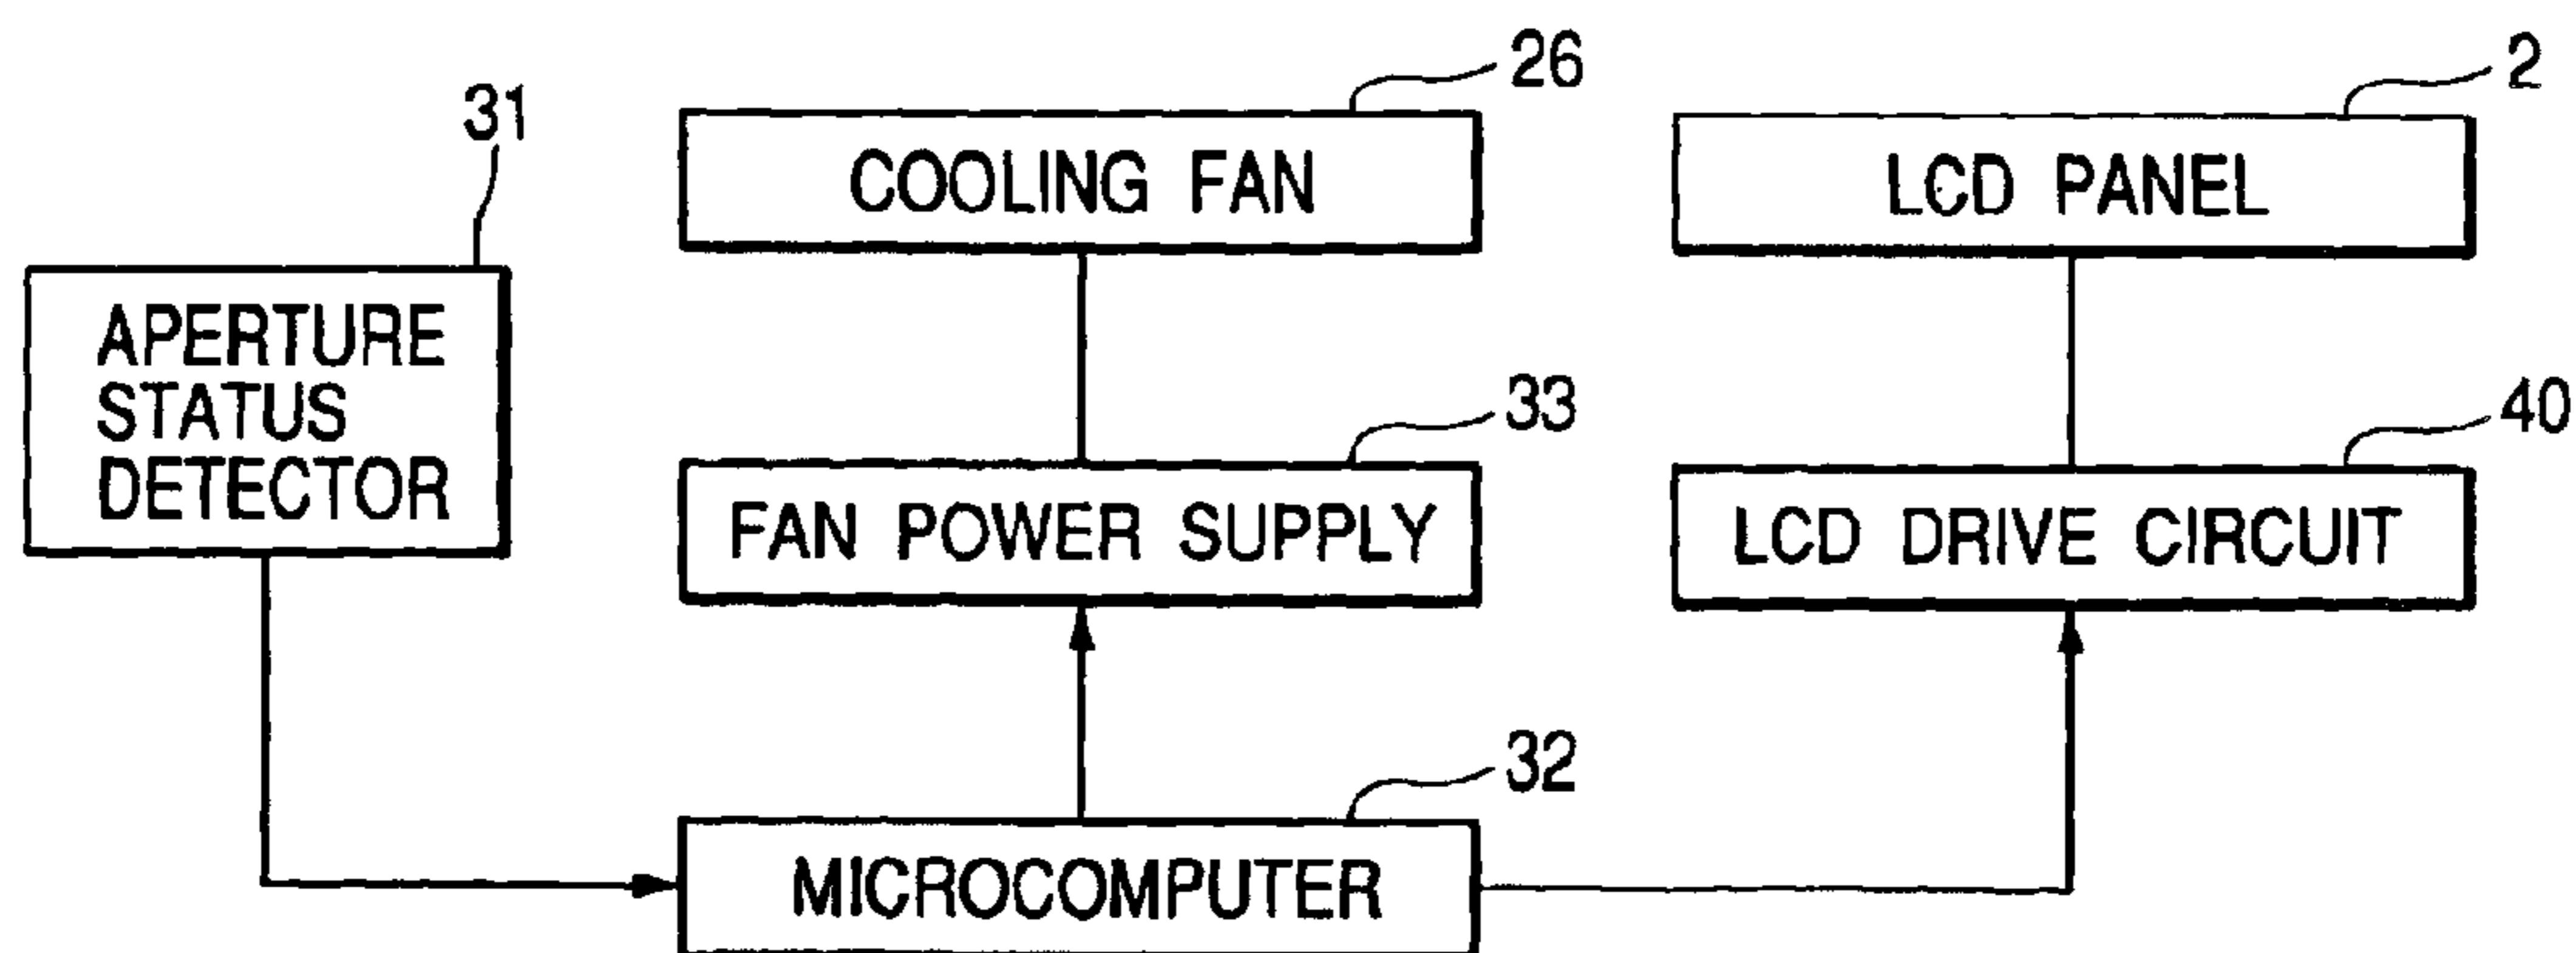 26
2
31
COOLING FAN
LCD PANEL
APERTURE
STATUS
DETECTOR
33
40
FAN POWER SUPPLY
LCD DRIVE CIRCUIT
32
MICROCOMPUTER